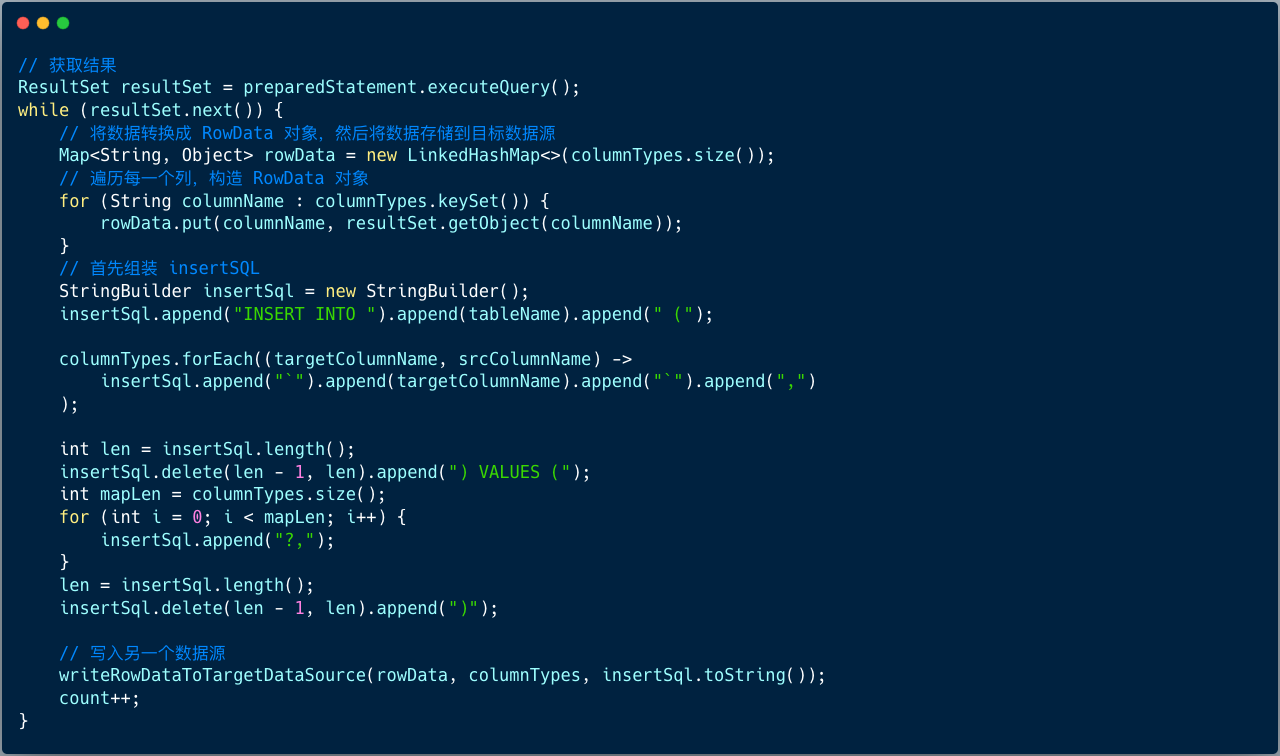 // 获取结果
ResultSet resultSet = preparedStatement.executeQuery();
while (resultSet.next()) {
    // 将数据转换成 RowData 对象，然后将数据存储到目标数据源
    Map<String, Object> rowData = new LinkedHashMap<>(columnTypes.size());
    // 遍历每一个列，构造 RowData 对象
    for (String columnName : columnTypes.keySet()) {
        rowData.put(columnName, resultSet.getObject(columnName));
    }
    // 首先组装 insertSQL
    StringBuilder insertSql = new StringBuilder();
    insertSql.append("INSERT INTO ").append(tableName).append(" (");

    columnTypes.forEach((targetColumnName, srcColumnName) ->
        insertSql.append("`").append(targetColumnName).append("`").append(",")
    );

    int len = insertSql.length();
    insertSql.delete(len - 1, len).append(") VALUES (");
    int mapLen = columnTypes.size();
    for (int i = 0; i < mapLen; i++) {
        insertSql.append("?,");
    }
    len = insertSql.length();
    insertSql.delete(len - 1, len).append(")");

    // 写入另一个数据源
    writeRowDataToTargetDataSource(rowData, columnTypes, insertSql.toString());
    count++;
}